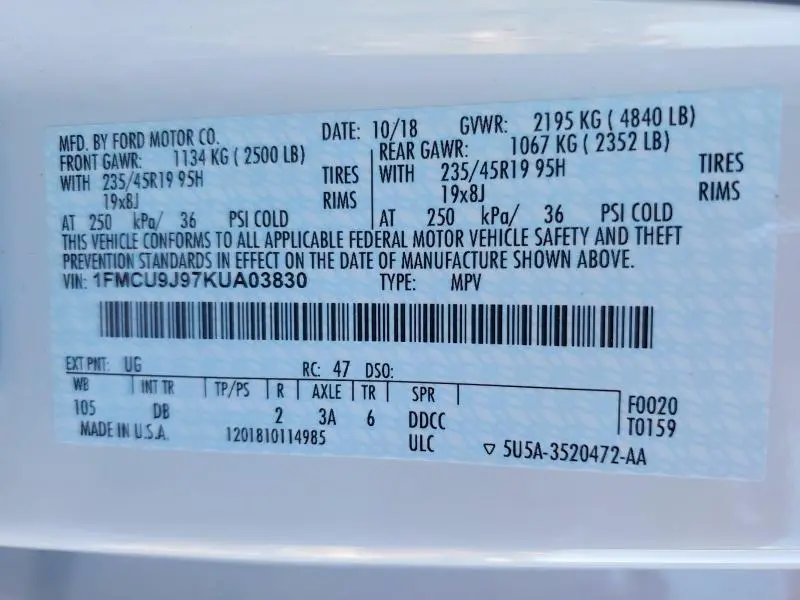 MFD. BY FORD MOTOR CO. DATE: 10/18 GVWR: 2195 KG ( 4840 LB)
FRONT GAWR: 1134 KG ( 2500 LB) REAR GAWR: 1067 KG ( 2352 LB)
WITH 235/45R19 95H TIRES WITH 235/45R19 95H TIRES
19x8J RIMS 19x8J RIMS
AT 250 kPa/ 36 PSI COLD AT 250 kPa/ 36 PSI COLD
THIS VEHICLE CONFORMS TO ALL APPLICABLE FEDERAL MOTOR VEHICLE SAFETY AND THEFT
PREVENTION STANDARDS IN EFFECT ON THE DATE OF MANUFACTURE SHOWN ABOVE.
VIN: 1FMCU9J97KUA03830 TYPE: MPV
EXT PNT: UG RC: 47 DSO:
WB INT TR TP/PS R AXLE TR SPR
105 DB 2 3A 6 DDCC F0020
MADE IN U.S.A. 1201810114985 ULC T0159
▽ 5U5A-3520472-AA